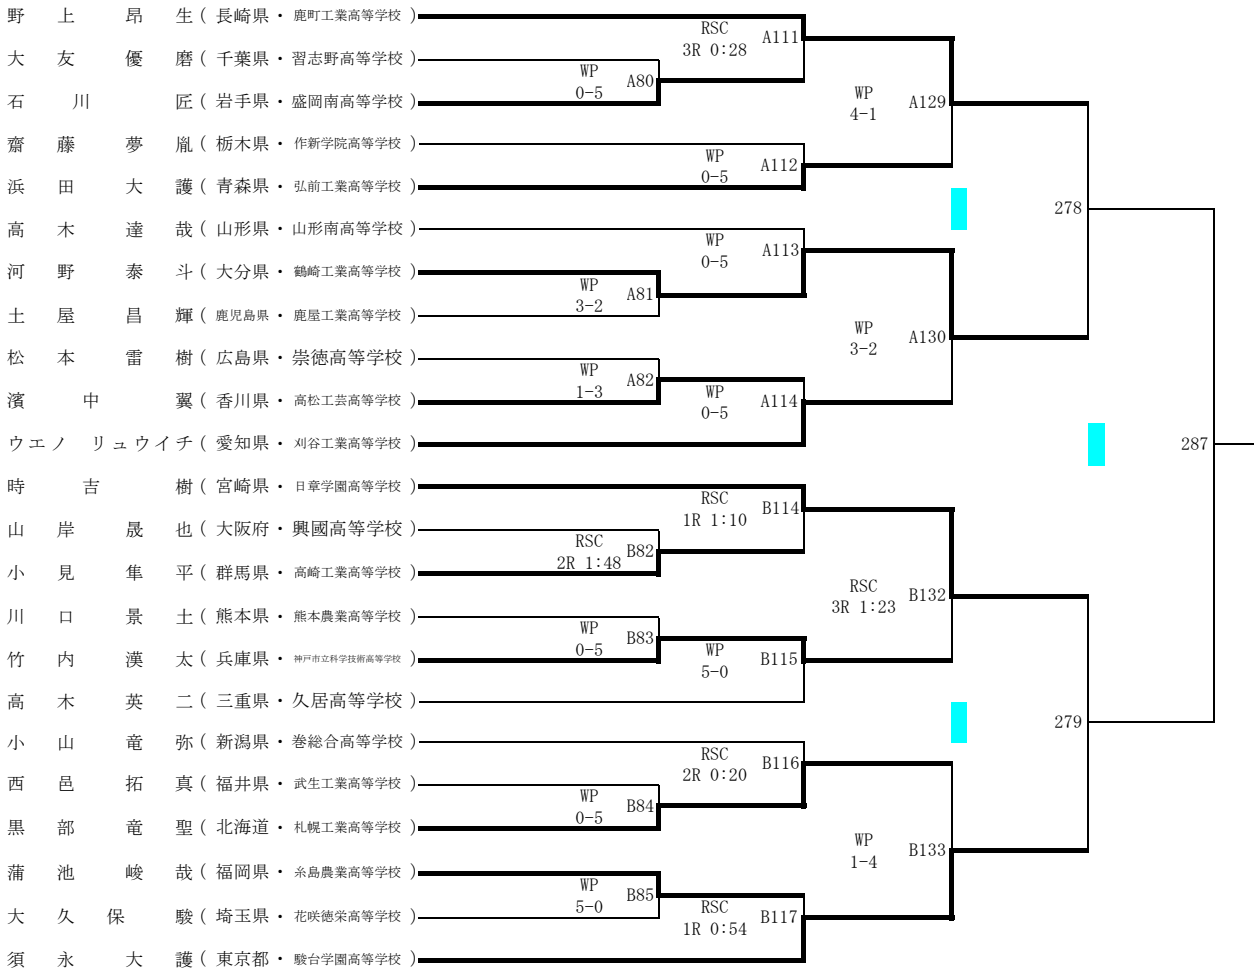 野上昂生(長崎県・鹿町工業高等学校)
RSC
3R 0:28
A111
大友優磨(千葉県・習志野高等学校)
WP
0-5
A80
石川匠(岩手県・盛岡南高等学校)
WP
4-1
A129
齋藤夢胤(栃木県・作新学院高等学校)
WP
0-5
A112
浜田大護(青森県・弘前工業高等学校)
278
高木達哉(山形県・山形南高等学校)
WP
0-5
A113
河野泰斗(大分県・鶴崎工業高等学校)
WP
3-2
A81
土屋昌輝(鹿児島県・鹿屋工業高等学校)
WP
3-2
A130
松本雷樹(広島県・崇徳高等学校)
WP
1-3
A82
濱中翼(香川県・高松工芸高等学校)
WP
0-5
A114
ウエノ リュウイチ(愛知県・刈谷工業高等学校)
287
時吉樹(宮崎県・日章学園高等学校)
RSC
1R 1:10
B114
山岸晟也(大阪府・興國高等学校)
RSC
2R 1:48
B82
小見隼平(群馬県・高崎工業高等学校)
RSC
3R 1:23
B132
川口景土(熊本県・熊本農業高等学校)
WP
0-5
B83
竹内漢太(兵庫県・神戸市立科学技術高等学校)
WP
5-0
B115
高木英二(三重県・久居高等学校)
279
小山竜弥(新潟県・巻総合高等学校)
RSC
2R 0:20
B116
西邑拓真(福井県・武生工業高等学校)
WP
0-5
B84
黒部竜聖(北海道・札幌工業高等学校)
WP
1-4
B133
蒲池峻哉(福岡県・糸島農業高等学校)
WP
5-0
B85
大久保駿(埼玉県・花咲徳栄高等学校)
RSC
1R 0:54
B117
須永大護(東京都・駿台学園高等学校)